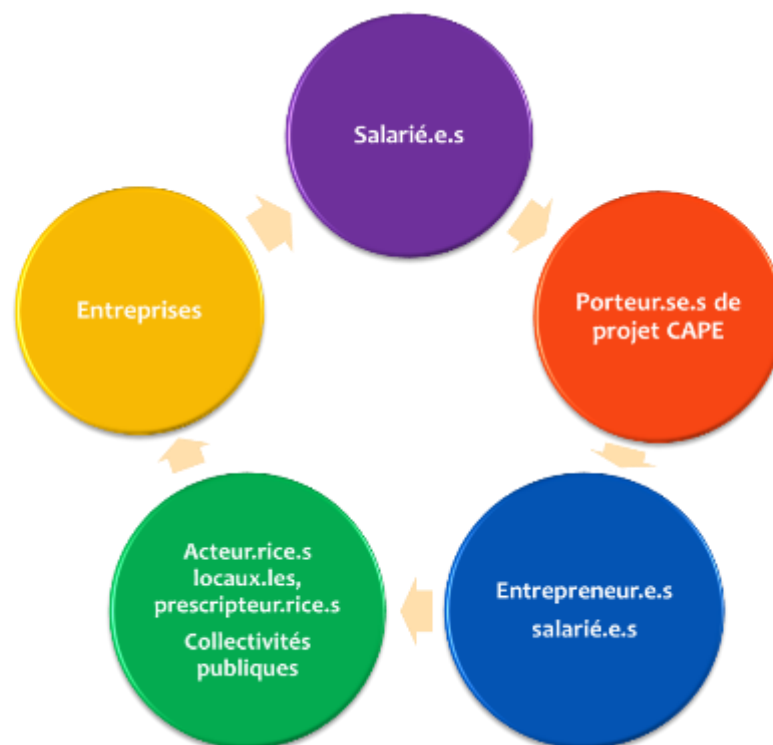 Salarié.e.s
Porteur.se.s de
projet CAPE
Entrepreneur.e.s
salarié.e.s
Acteur.rice.s
locaux.les,
prescripteur.rice.s
Collectivités
publiques
Entreprises